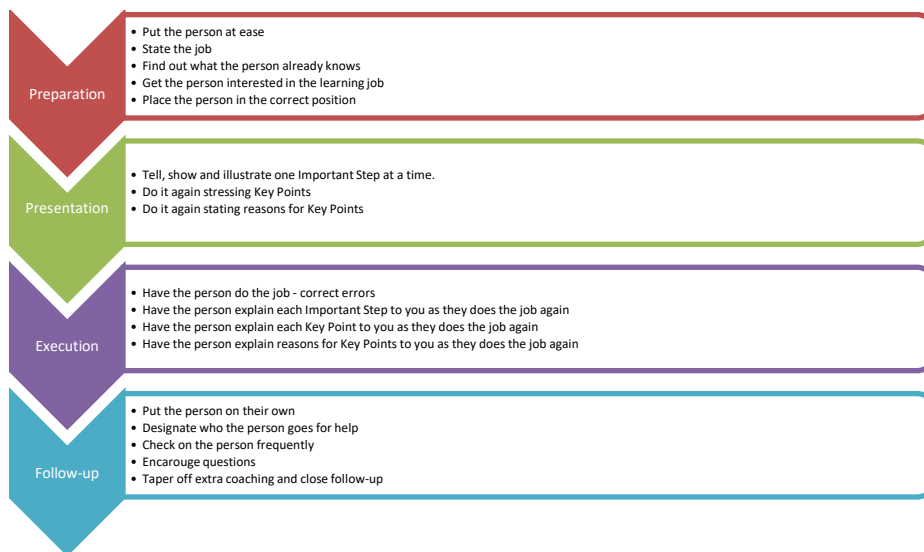 Preparation
• Put the person at ease
• State the job
• Find out what the person already knows
• Get the person interested in the learning job
• Place the person in the correct position
Presentation
• Tell, show and illustrate one Important Step at a time.
• Do it again stressing Key Points
• Do it again stating reasons for Key Points
Execution
• Have the person do the job - correct errors
• Have the person explain each Important Step to you as they does the job again
• Have the person explain each Key Point to you as they does the job again
• Have the person explain reasons for Key Points to you as they does the job again
Follow-up
• Put the person on their own
• Designate who the person goes for help
• Check on the person frequently
• Encarouge questions
• Taper off extra coaching and close follow-up